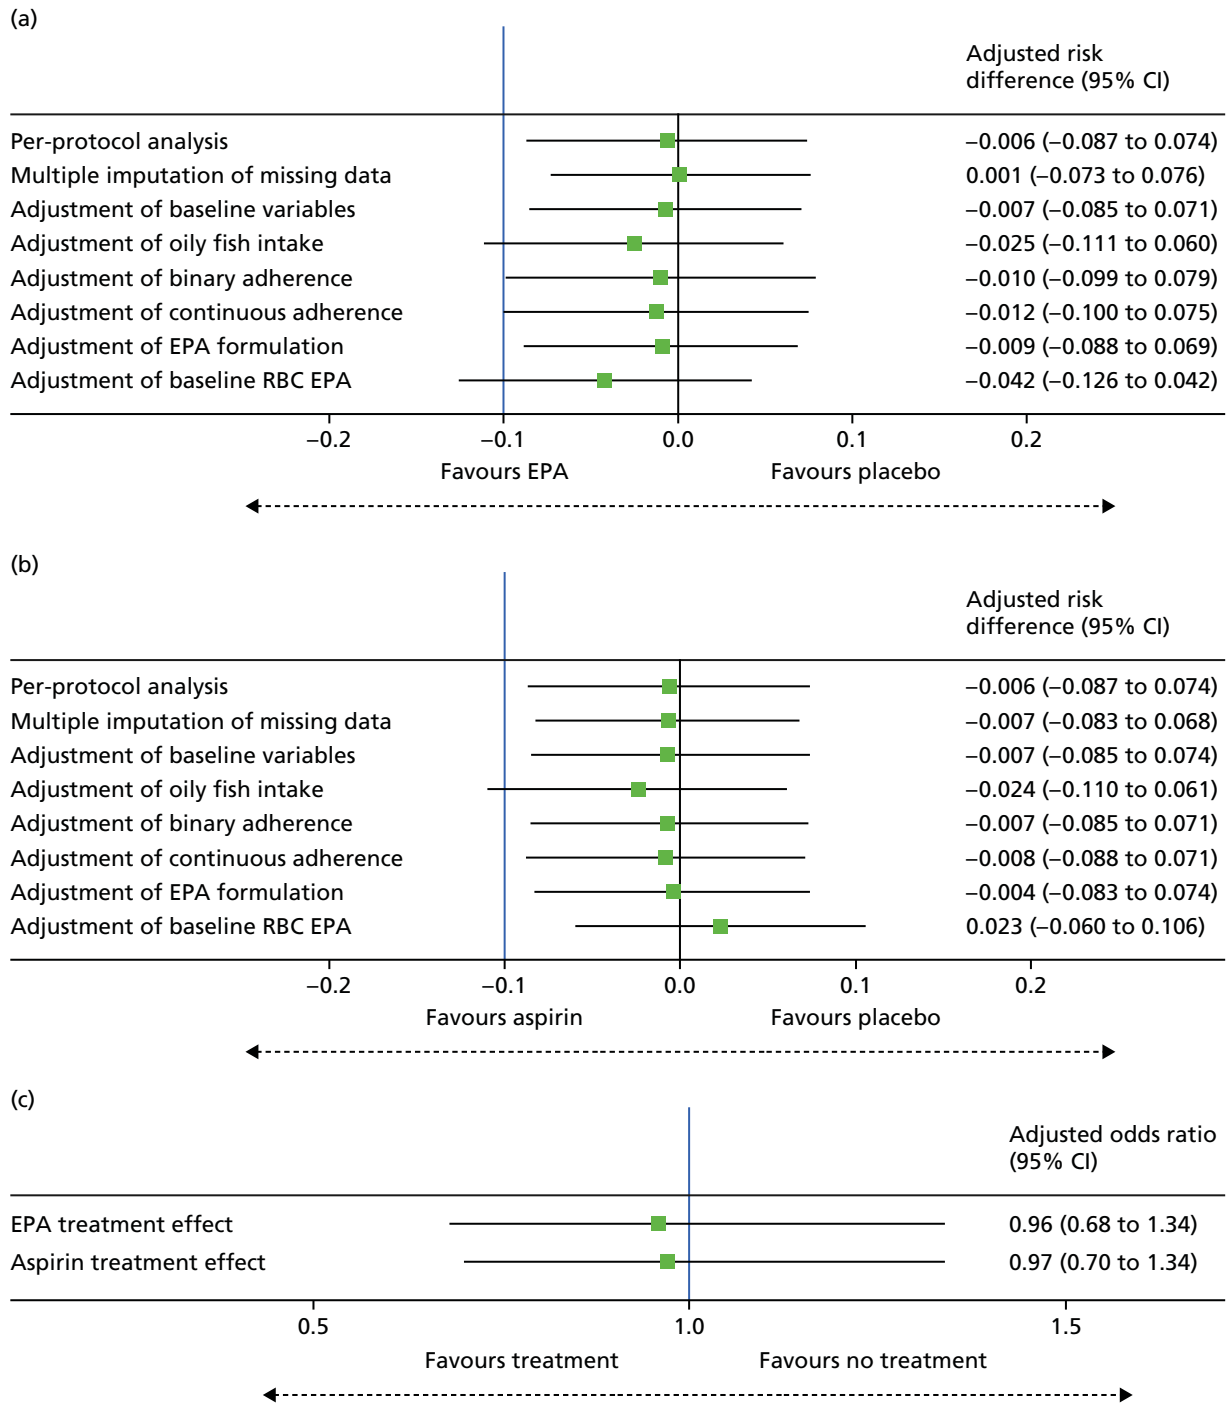 (a)
Adjusted risk
difference (95% CI)
Per-protocol analysis –0.006 (–0.087 to 0.074)
Multiple imputation of missing data 0.001 (–0.073 to 0.076)
Adjustment of baseline variables –0.007 (–0.085 to 0.071)
Adjustment of oily fish intake –0.025 (–0.111 to 0.060)
Adjustment of binary adherence –0.010 (–0.099 to 0.079)
Adjustment of continuous adherence –0.012 (–0.100 to 0.075)
Adjustment of EPA formulation –0.009 (–0.088 to 0.069)
Adjustment of baseline RBC EPA –0.042 (–0.126 to 0.042)
–0.2 –0.1 0.0 0.1 0.2
Favours EPA Favours placebo
(b)
Adjusted risk
difference (95% CI)
Per-protocol analysis –0.006 (–0.087 to 0.074)
Multiple imputation of missing data –0.007 (–0.083 to 0.068)
Adjustment of baseline variables –0.007 (–0.085 to 0.074)
Adjustment of oily fish intake –0.024 (–0.110 to 0.061)
Adjustment of binary adherence –0.007 (–0.085 to 0.071)
Adjustment of continuous adherence –0.008 (–0.088 to 0.071)
Adjustment of EPA formulation –0.004 (–0.083 to 0.074)
Adjustment of baseline RBC EPA 0.023 (–0.060 to 0.106)
–0.2 –0.1 0.0 0.1 0.2
Favours aspirin Favours placebo
(c)
Adjusted odds ratio
(95% CI)
EPA treatment effect 0.96 (0.68 to 1.34)
Aspirin treatment effect 0.97 (0.70 to 1.34)
0.5 1.0 1.5
Favours treatment Favours no treatment